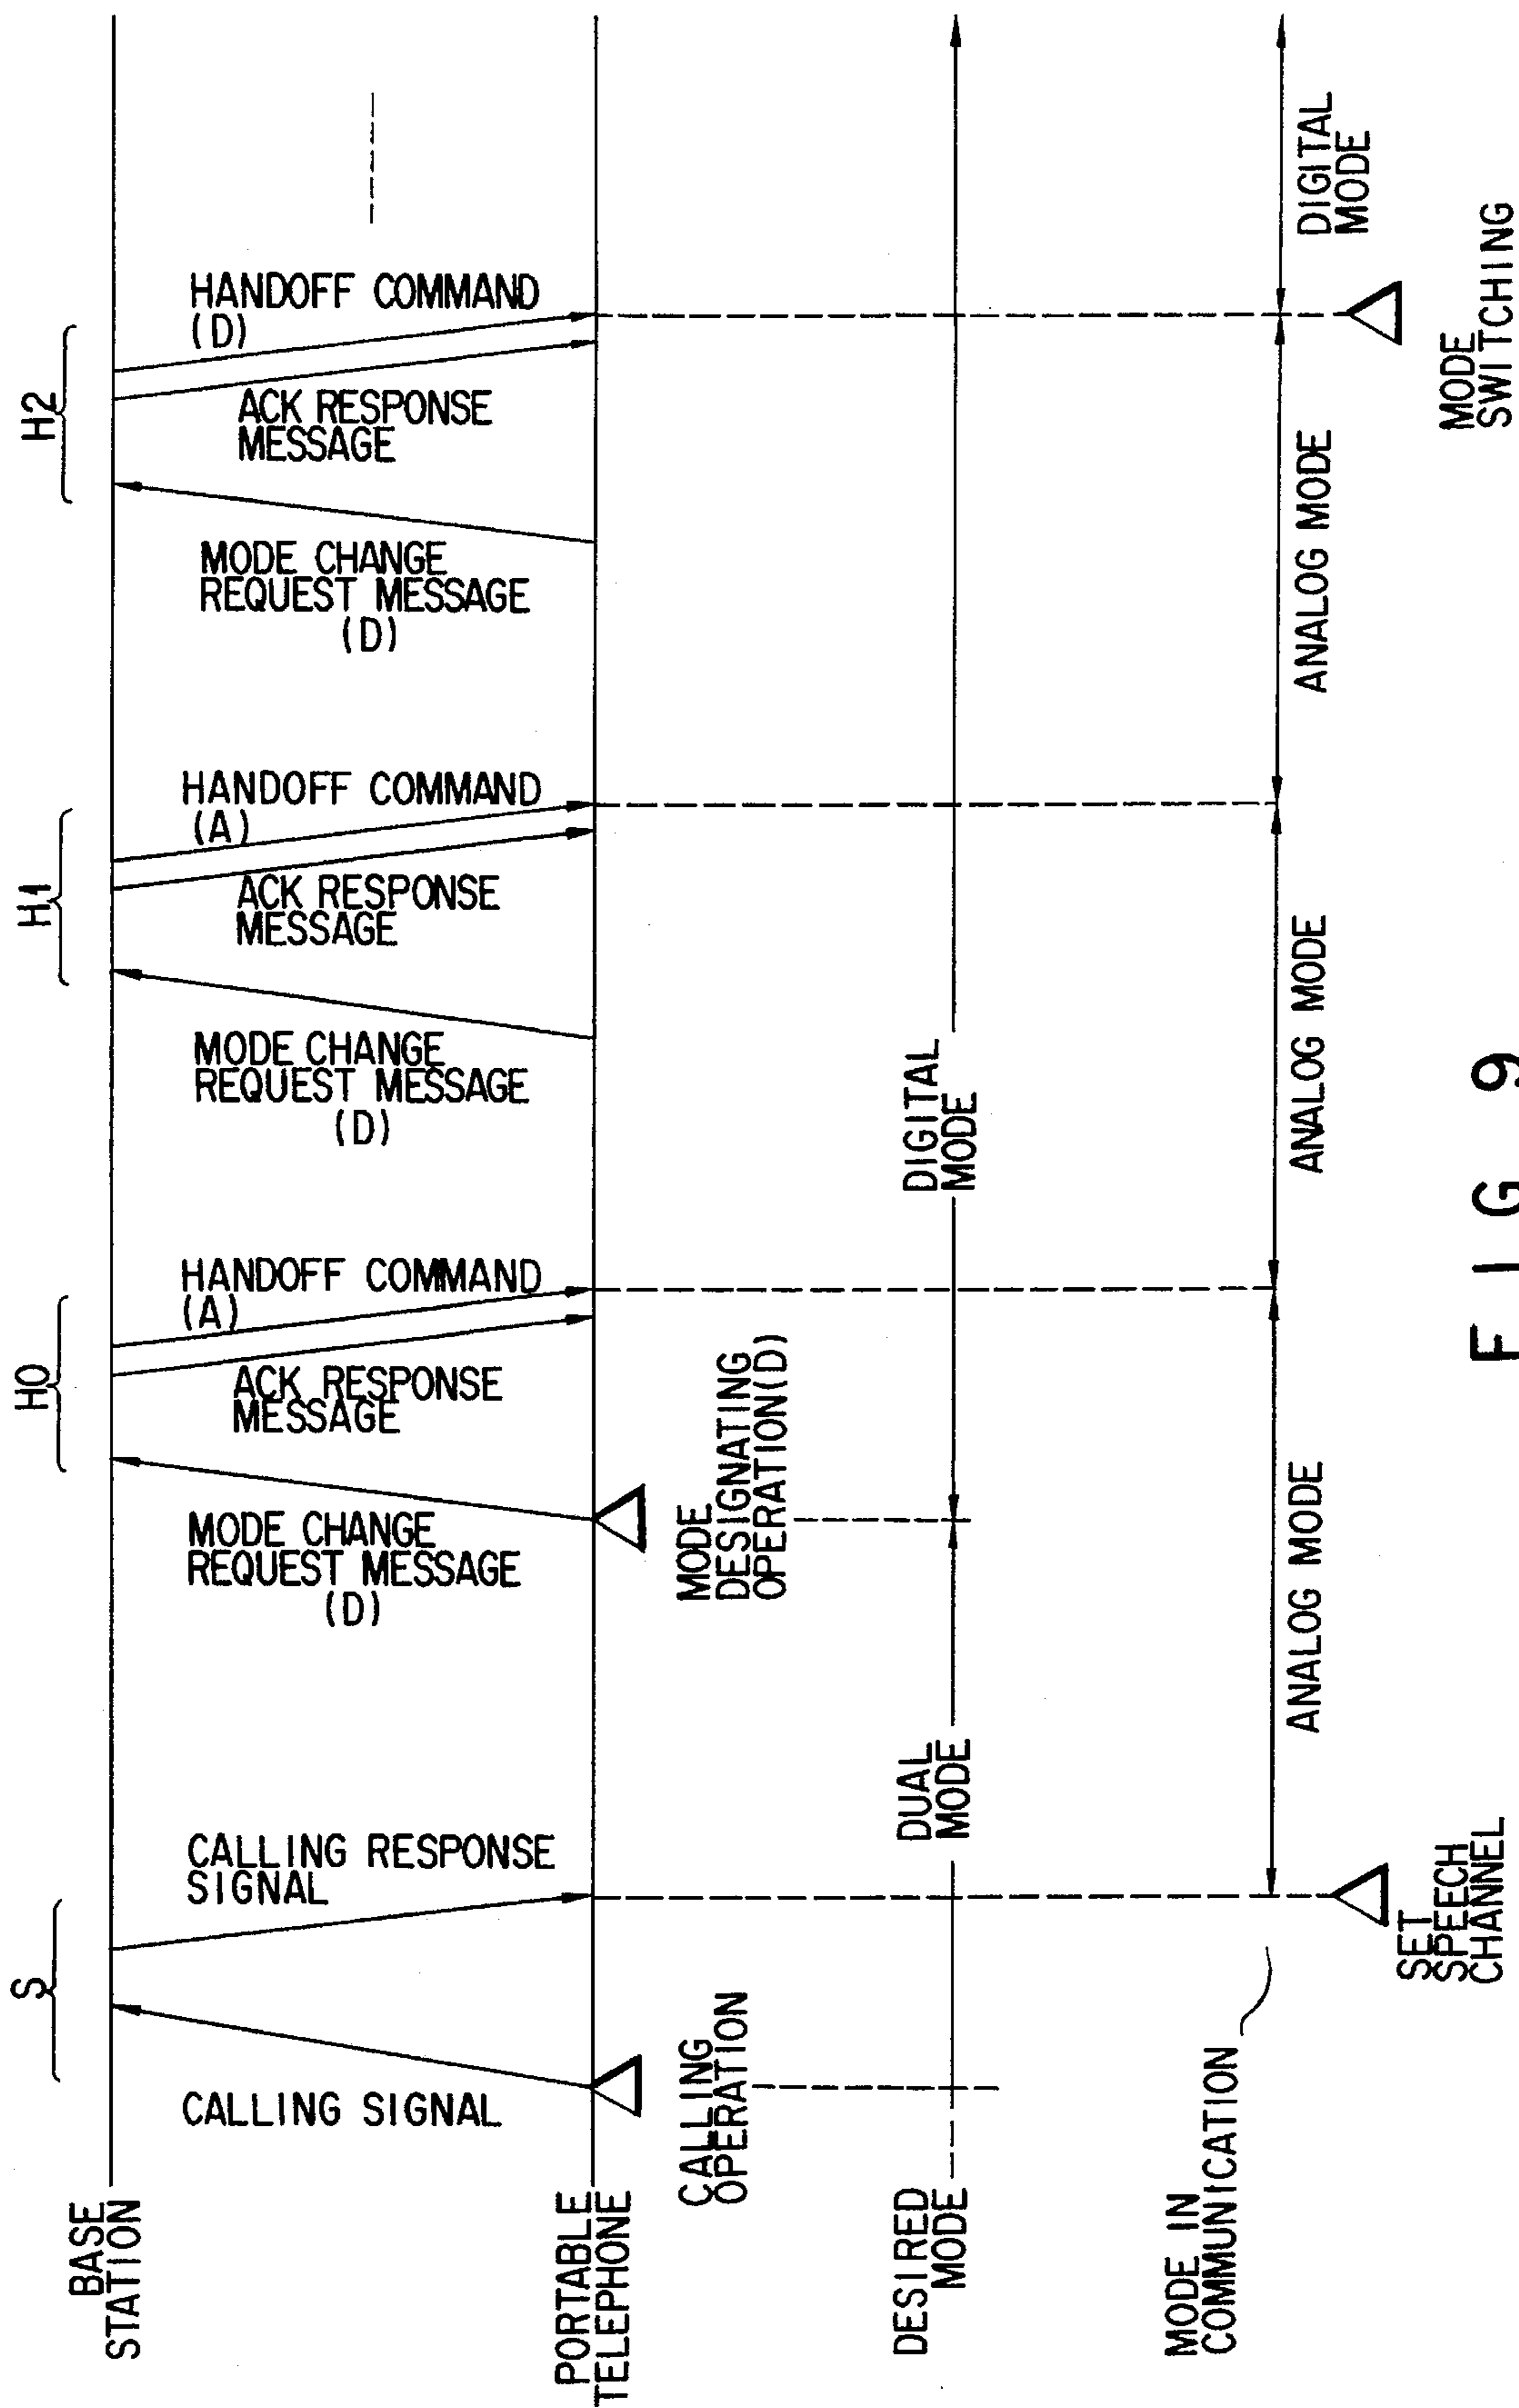 S
H0
H1
H2
BASE
STATION
CALLING SIGNAL
CALLING RESPONSE
SIGNAL
MODE CHANGE
REQUEST MESSAGE
(D)
ACK RESPONSE
MESSAGE
HANDOFF COMMAND
(A)
MODE CHANGE
REQUEST MESSAGE
(D)
ACK RESPONSE
MESSAGE
HANDOFF COMMAND
(A)
MODE CHANGE
REQUEST MESSAGE
(D)
ACK RESPONSE
MESSAGE
HANDOFF COMMAND
(D)
PORTABLE
TELEPHONE
CALLING
OPERATION
MODE
DESIGNATING
OPERATION(D)
DESIRED
MODE
DUAL
MODE
DIGITAL
MODE
MODE IN
COMMUNICATION
ANALOG MODE
ANALOG MODE
ANALOG MODE
DIGITAL
MODE
SET
SPEECH
CHANNEL
MODE
SWITCHING
FIG 9